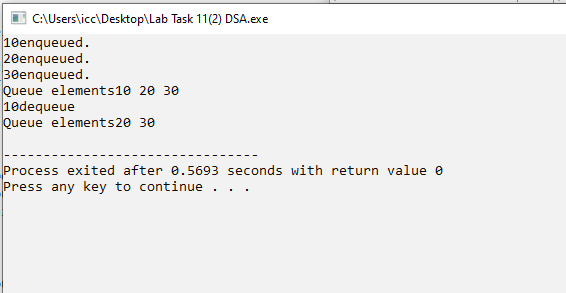 C:\Users\icc\Desktop\Lab Task 11(2) DSA.exe
10enqueued.
20enqueued.
30enqueued.
Queue elements10 20 30
10dequeue
Queue elements20 30
--------------------------------
Process exited after 0.5693 seconds with return value 0
Press any key to continue . . .